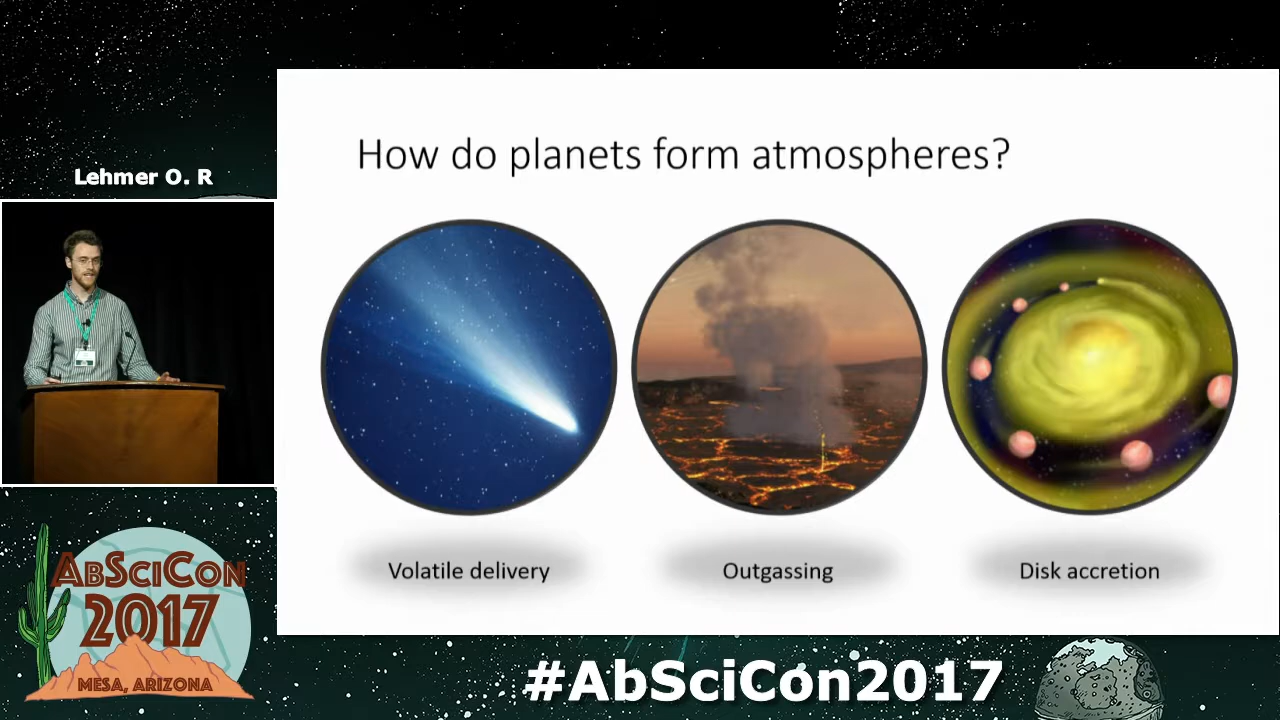 How do planets form atmospheres?
Lehmer O. R
Volatile delivery
Outgassing
Disk accretion
AbSciCon
2017
MESA, ARIZONA
#AbSciCon2017